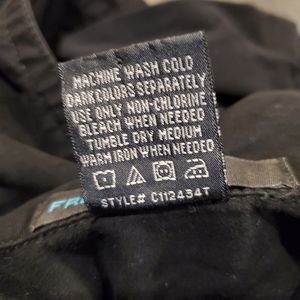 MACHINE WASH COLD
DARK COLORS SEPARATELY
USE ONLY NON-CHLORINE
BLEACH WHEN NEEDED
TUMBLE DRY MEDIUM
WARM IRON WHEN NEEDED
STYLE# C112434T